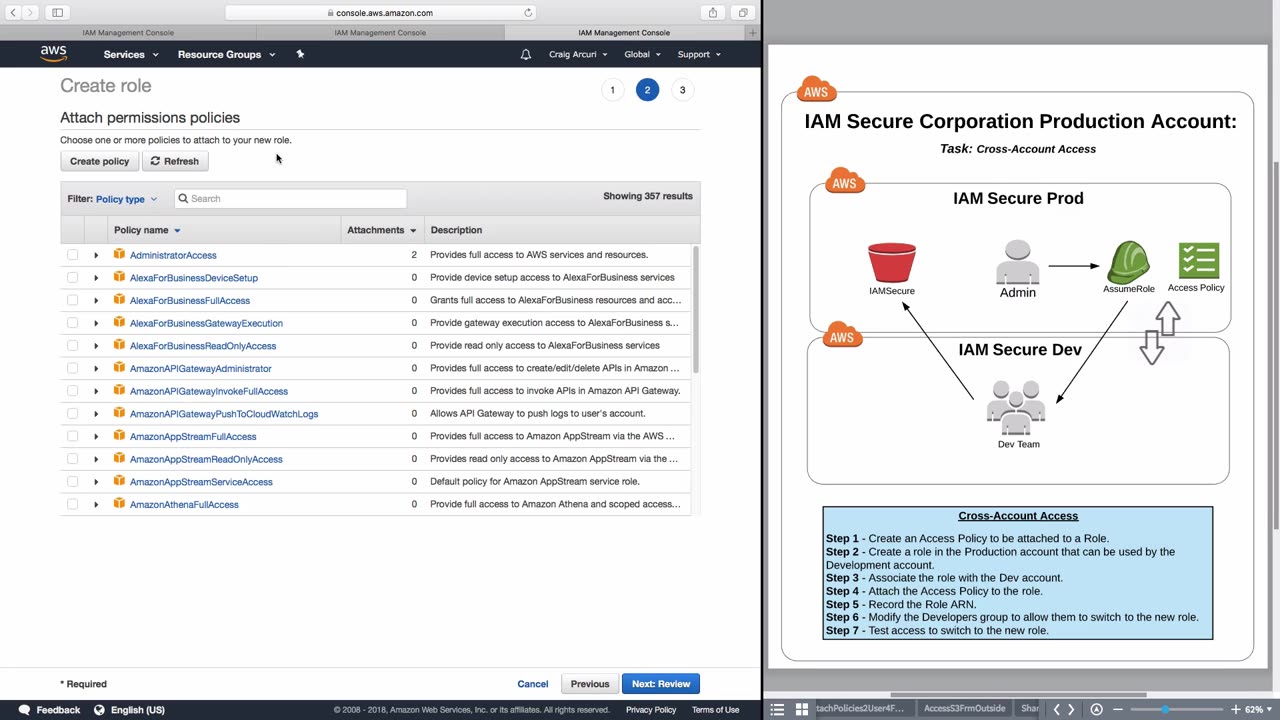 console.aws.amazon.com
IAM Management Console
IAM Management Console
IAM Management Console
aws
Services
Resource Groups
Craig Arcuri
Global
Support
Create role
1
2
3
Attach permissions policies
Choose one or more policies to attach to your new role.
Create policy
Refresh
Filter: Policy type
Search
Showing 357 results
Policy name
Attachments
Description
AdministratorAccess 2 Provides full access to AWS services and resources.
AlexaForBusinessDeviceSetup 0 Provide device setup access to AlexaForBusiness services
AlexaForBusinessFullAccess 0 Grants full access to AlexaForBusiness resources and acc...
AlexaForBusinessGatewayExecution 0 Provide gateway execution access to AlexaForBusiness s...
AlexaForBusinessReadOnlyAccess 0 Provide read only access to AlexaForBusiness services
AmazonAPIGatewayAdministrator 0 Provides full access to create/edit/delete APIs in Amazon ...
AmazonAPIGatewayInvokeFullAccess 0 Provides full access to invoke APIs in Amazon API Gateway.
AmazonAPIGatewayPushToCloudWatchLogs 0 Allows API Gateway to push logs to user's account.
AmazonAppStreamFullAccess 0 Provides full access to Amazon AppStream via the AWS ...
AmazonAppStreamReadOnlyAccess 0 Provides read only access to Amazon AppStream via the ...
AmazonAppStreamServiceAccess 0 Default policy for Amazon AppStream service role.
AmazonAthenaFullAccess 0 Provide full access to Amazon Athena and scoped access...
* Required
Cancel
Previous
Next: Review
Feedback
English (US)
© 2008 - 2018, Amazon Web Services, Inc. or its affiliates. All rights reserved.
Privacy Policy
Terms of Use
AWS
IAM Secure Corporation Production Account:
Task: Cross-Account Access
AWS
IAM Secure Prod
IAMSecure
Admin
AssumeRole
Access Policy
AWS
IAM Secure Dev
Dev Team
Cross-Account Access
Step 1 - Create an Access Policy to be attached to a Role.
Step 2 - Create a role in the Production account that can be used by the
Development account.
Step 3 - Associate the role with the Dev account.
Step 4 - Attach the Access Policy to the role.
Step 5 - Record the Role ARN.
Step 6 - Modify the Developers group to allow them to switch to the new role.
Step 7 - Test access to switch to the new role.
tachPolicies2User4F...
AccessS3FrmOutside
Shar
62%